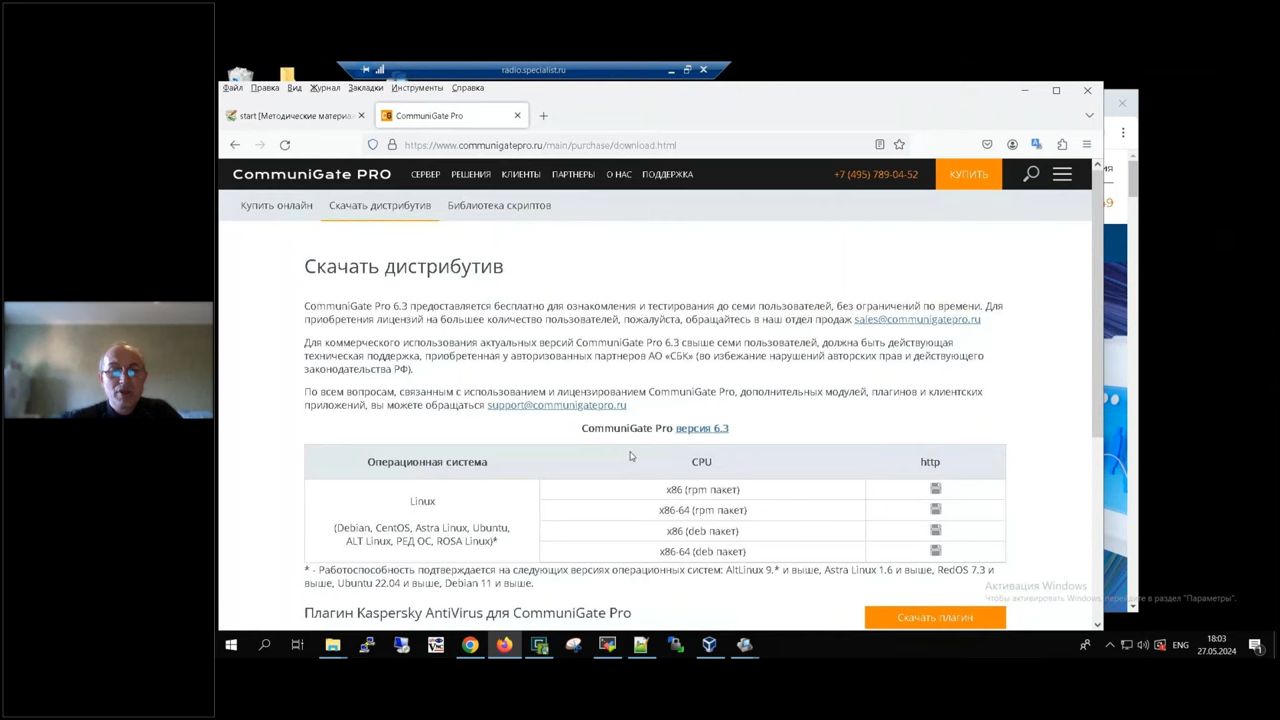 radio.specialist.ru
Файл Правка Вид Журнал Закладки Инструменты Справка
start [Методические материал
CommuniGate Pro
https://www.communigatepro.ru/main/purchase/download.html
CommuniGate PRO
СЕРВЕР РЕШЕНИЯ КЛИЕНТЫ ПАРТНЕРЫ О НАС ПОДДЕРЖКА
+7 (495) 789-04-52
КУПИТЬ
Купить онлайн Скачать дистрибутив Библиотека скриптов
Скачать дистрибутив
CommuniGate Pro 6.3 предоставляется бесплатно для ознакомления и тестирования до семи пользователей, без ограничений по времени. Для
приобретения лицензий на большее количество пользователей, пожалуйста, обращайтесь в наш отдел продаж sales@communigatepro.ru
Для коммерческого использования актуальных версий CommuniGate Pro 6.3 свыше семи пользователей, должна быть действующая
техническая поддержка, приобретенная у авторизованных партнеров АО «СБК» (во избежание нарушений авторских прав и действующего
законодательства РФ).
По всем вопросам, связанным с использованием и лицензированием CommuniGate Pro, дополнительных модулей, плагинов и клиентских
приложений, вы можете обращаться support@communigatepro.ru
CommuniGate Pro версия 6.3
Операционная система CPU http
Linux
(Debian, CentOS, Astra Linux, Ubuntu,
ALT Linux, РЕД ОС, ROSA Linux)*
x86 (rpm пакет)
x86-64 (rpm пакет)
x86 (deb пакет)
x86-64 (deb пакет)
* - Работоспособность подтверждается на следующих версиях операционных систем: AltLinux 9.* и выше, Astra Linux 1.6 и выше, RedOS 7.3 и
выше, Ubuntu 22.04 и выше, Debian 11 и выше.
Плагин Kaspersky AntiVirus для CommuniGate Pro
Скачать плагин
Активация Windows
Чтобы активировать Windows, перейдите в раздел "Параметры".
ENG
18:03
27.05.2024